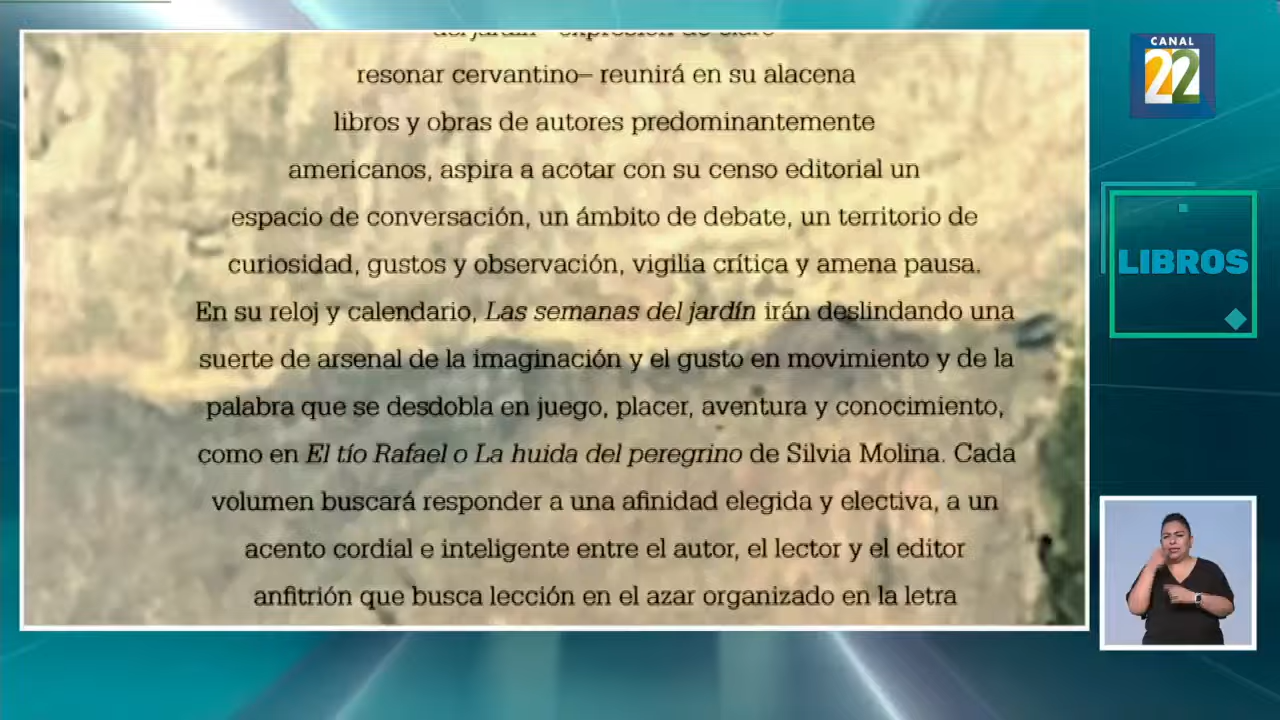 resonar cervantino– reunirá en su alacena
libros y obras de autores predominantemente
americanos, aspira a acotar con su censo editorial un
espacio de conversación, un ámbito de debate, un territorio de
curiosidad, gustos y observación, vigilia crítica y amena pausa.
En su reloj y calendario, Las semanas del jardín irán deslindando una
suerte de arsenal de la imaginación y el gusto en movimiento y de la
palabra que se desdobla en juego, placer, aventura y conocimiento,
como en El tío Rafael o La huida del peregrino de Silvia Molina. Cada
volumen buscará responder a una afinidad elegida y electiva, a un
acento cordial e inteligente entre el autor, el lector y el editor
anfitrión que busca lección en el azar organizado en la letra
CANAL
22
LIBROS